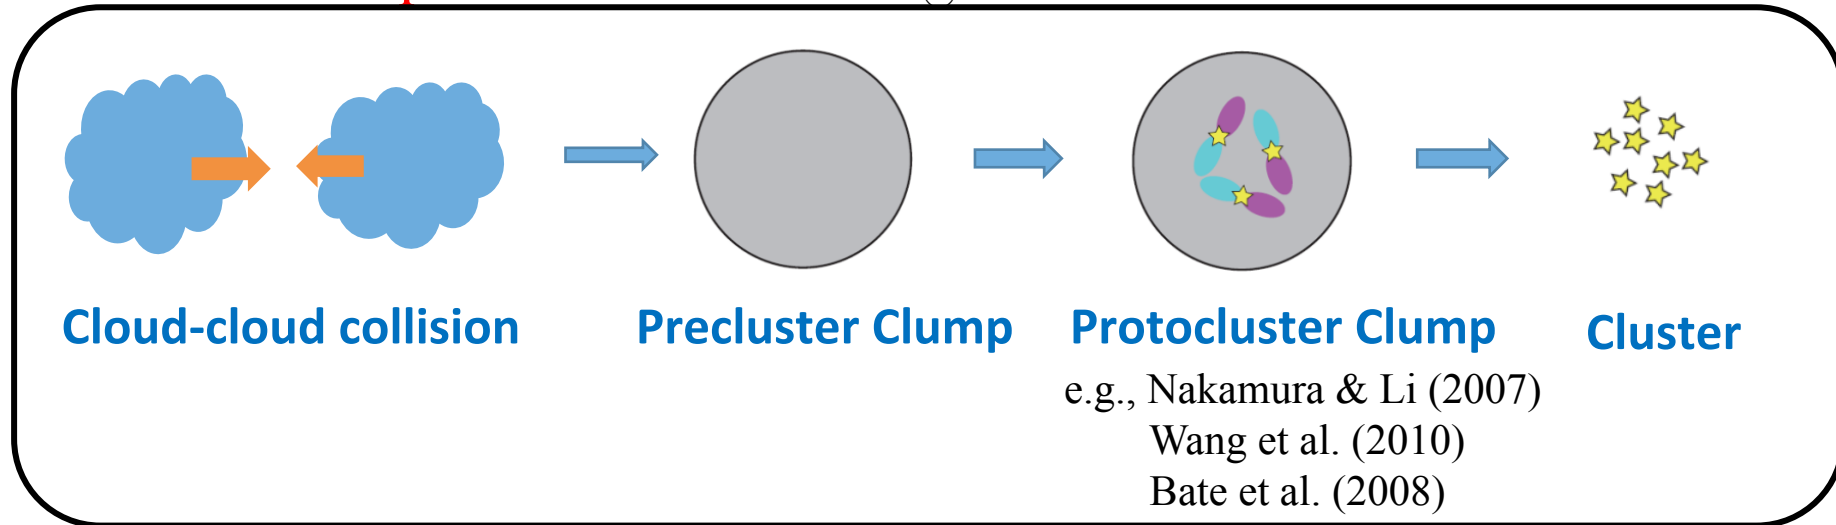 Cloud-cloud collision
Precluster Clump
Protocluster Clump
Cluster
e.g., Nakamura & Li (2007)
Wang et al. (2010)
Bate et al. (2008)